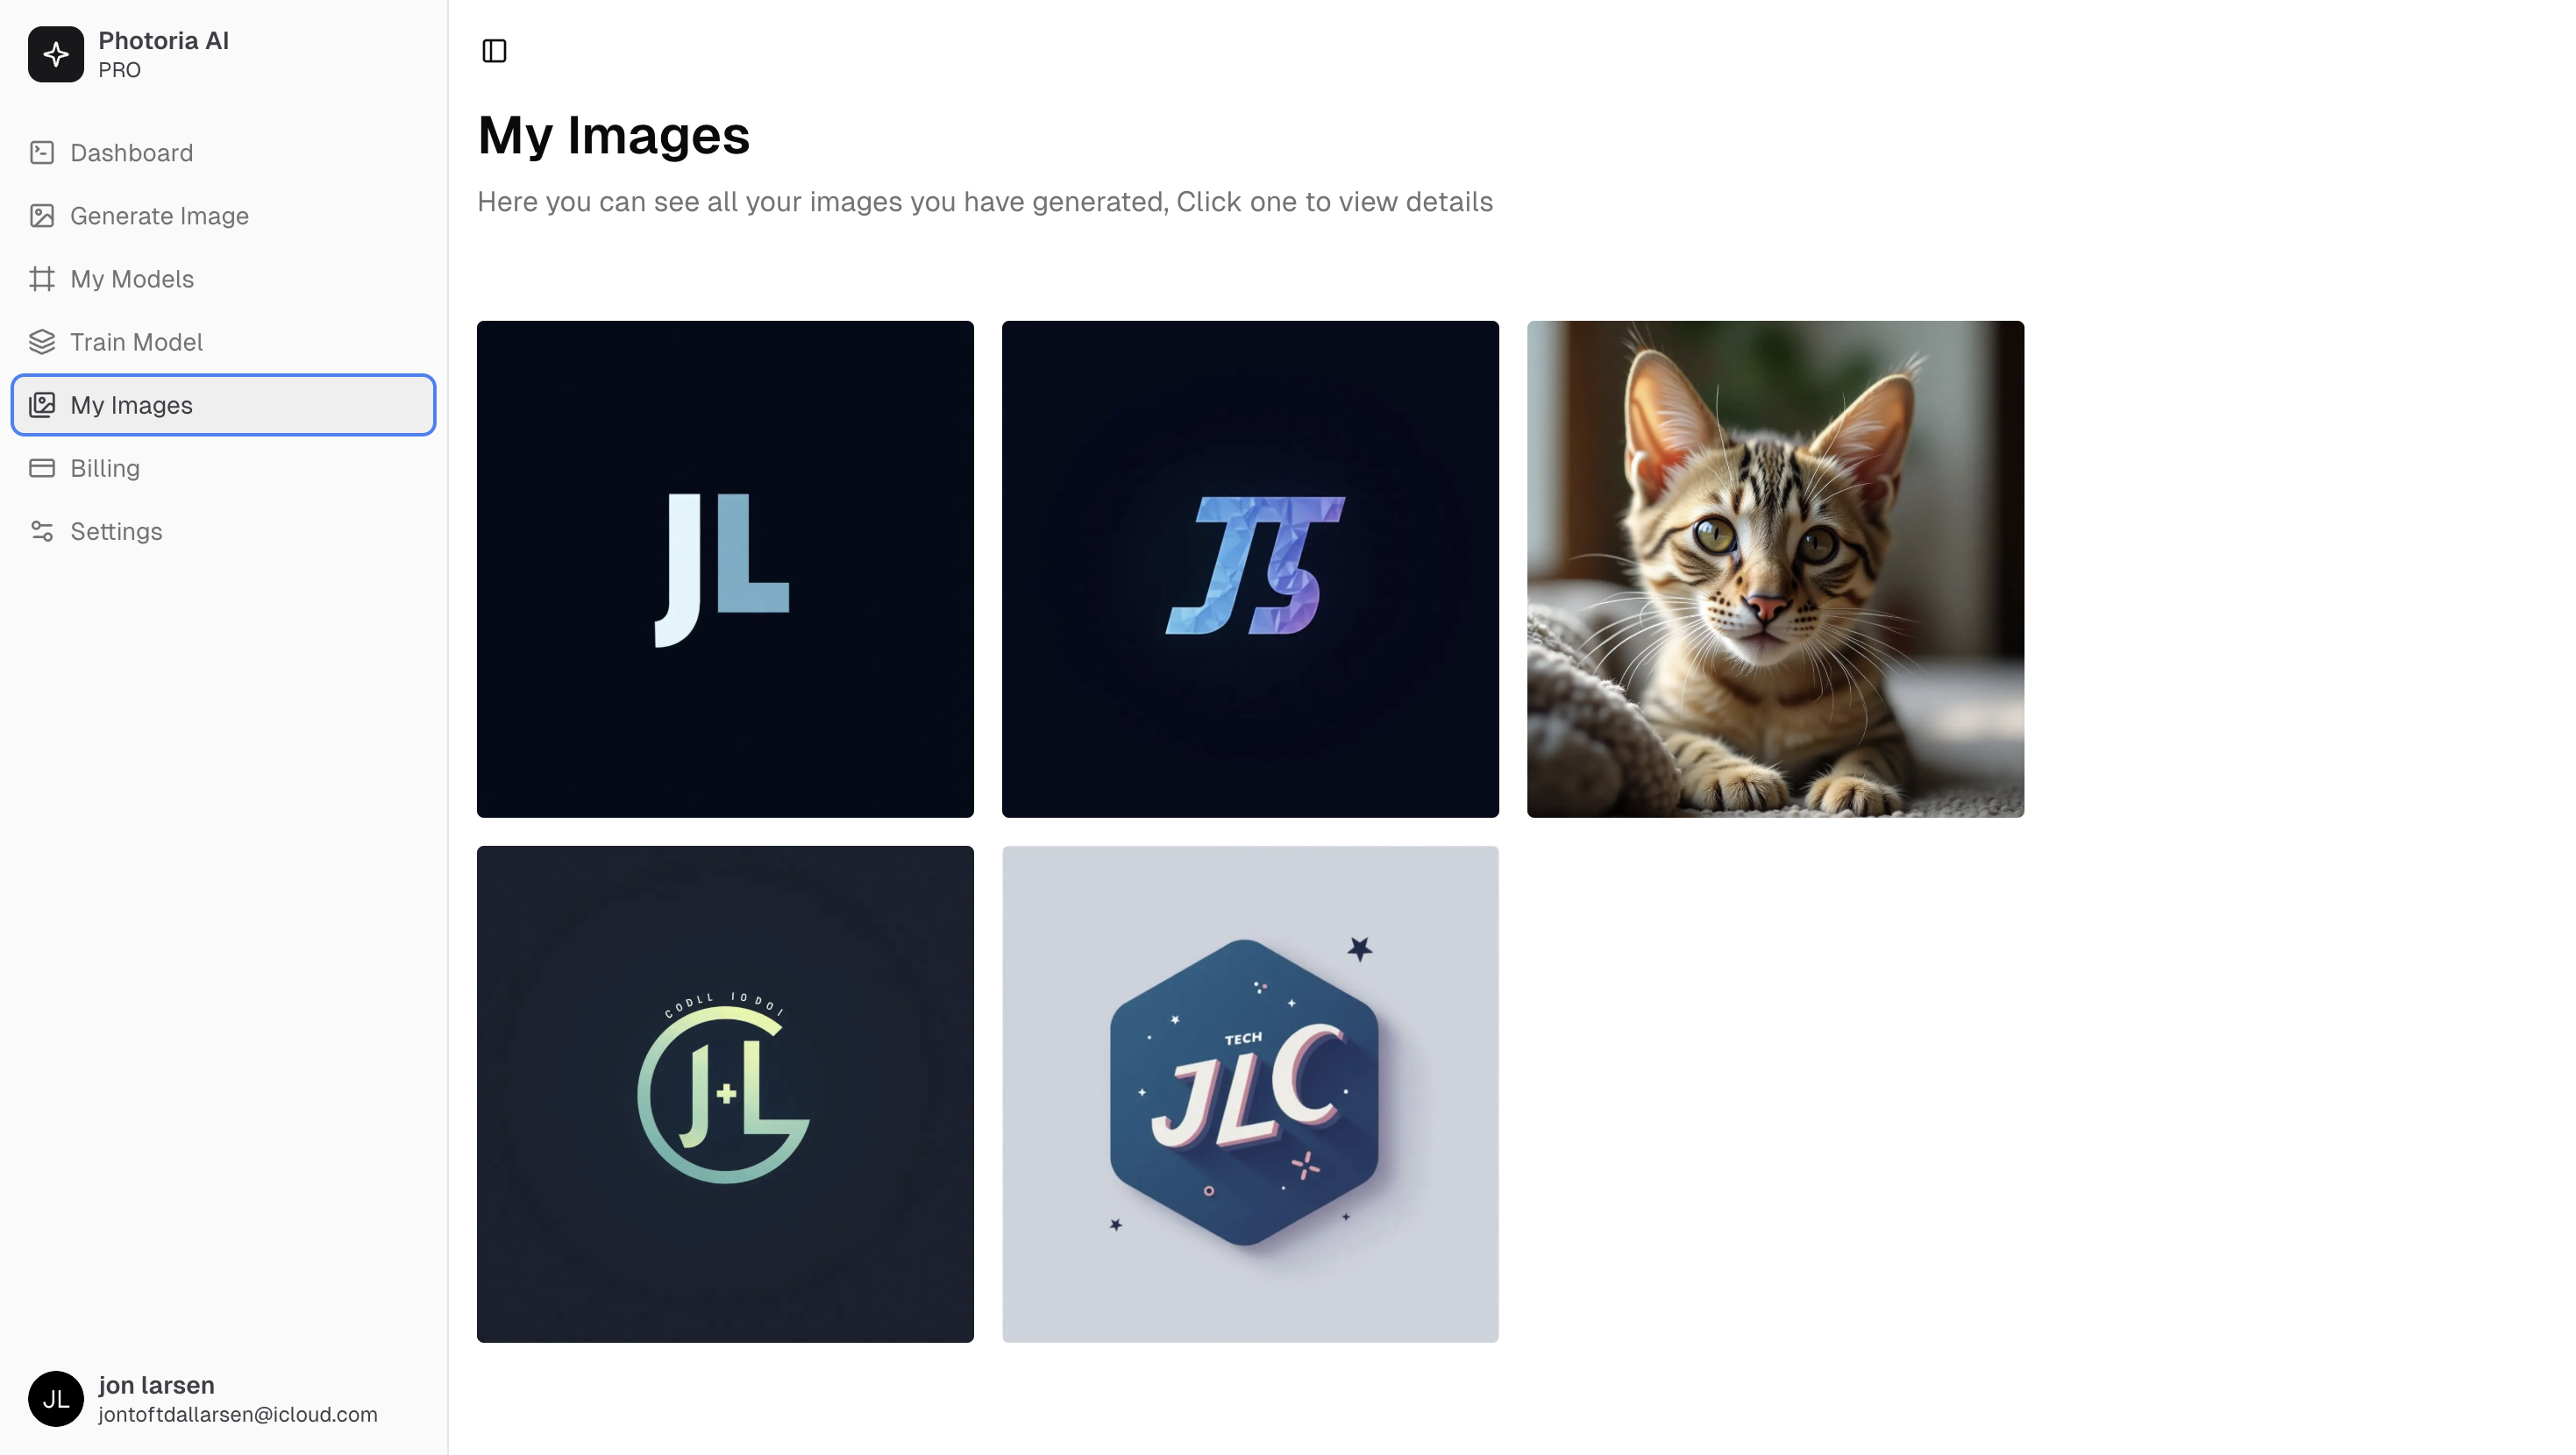 Photoria AI
PRO
Dashboard
Generate Image
My Models
Train Model
My Images
Billing
Settings
jon larsen
JL
jontoftdallarsen@icloud.com
My Images
Here you can see all your images you have generated, Click one to view details
JL
JS
CODLL IODOI
J+L
TECH
JLC